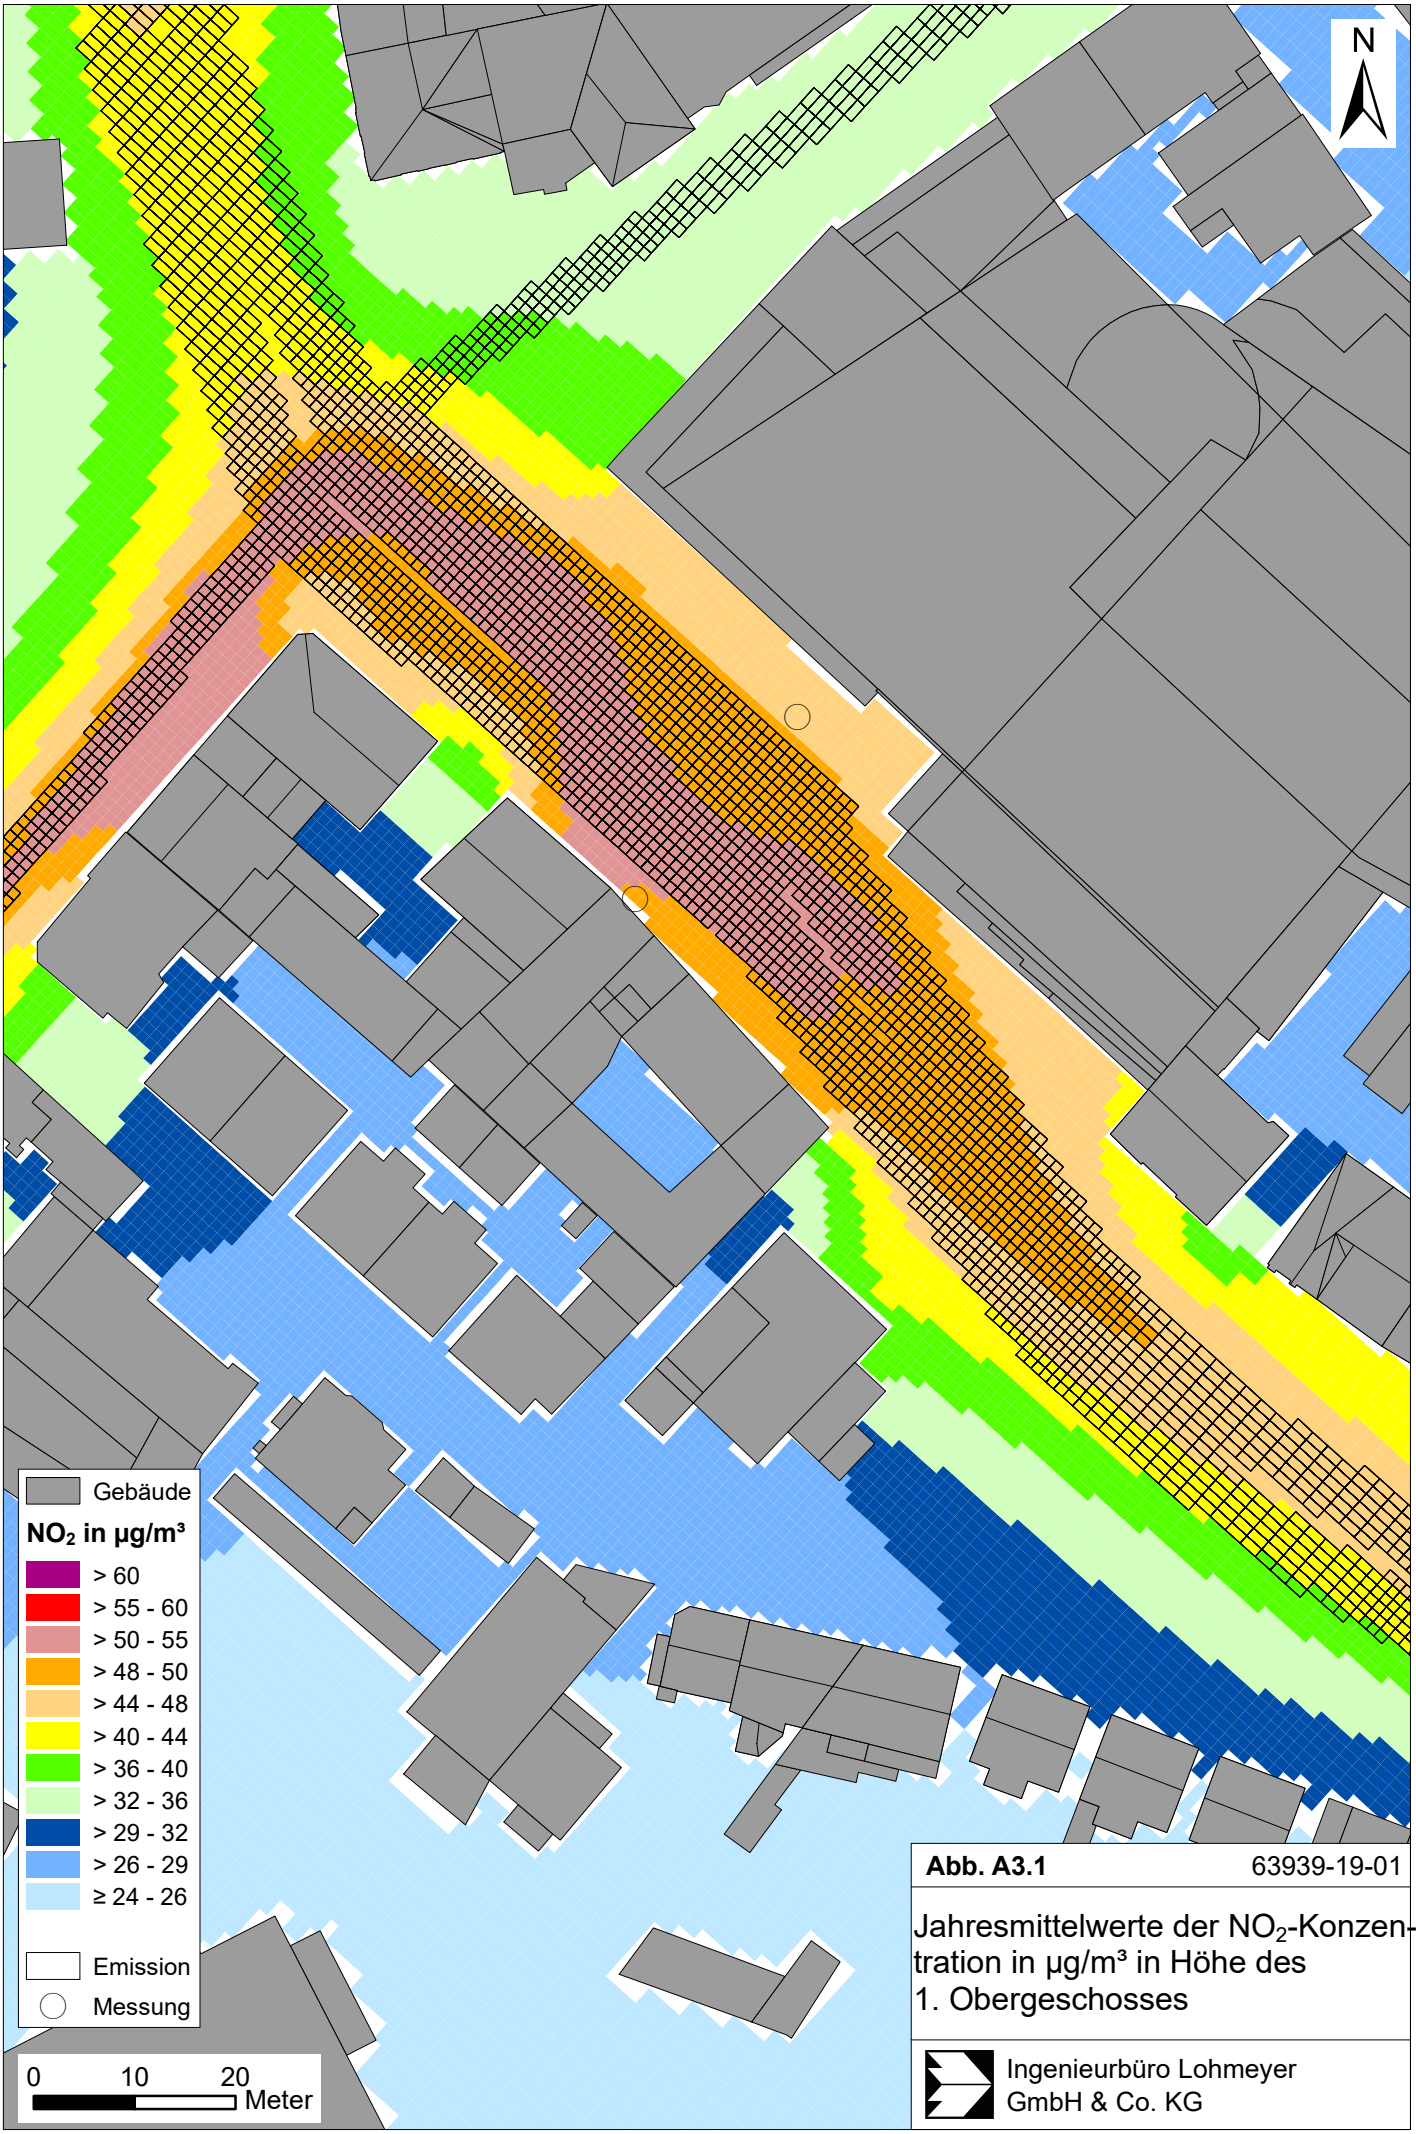 N
Gebäude
NO₂ in µg/m³
> 60
> 55 - 60
> 50 - 55
> 48 - 50
> 44 - 48
> 40 - 44
> 36 - 40
> 32 - 36
> 29 - 32
> 26 - 29
≥ 24 - 26
Emission
Messung
0 10 20
Meter
Abb. A3.1 63939-19-01
Jahresmittelwerte der NO₂-Konzen-
tration in µg/m³ in Höhe des
1. Obergeschosses
Ingenieurbüro Lohmeyer
GmbH & Co. KG